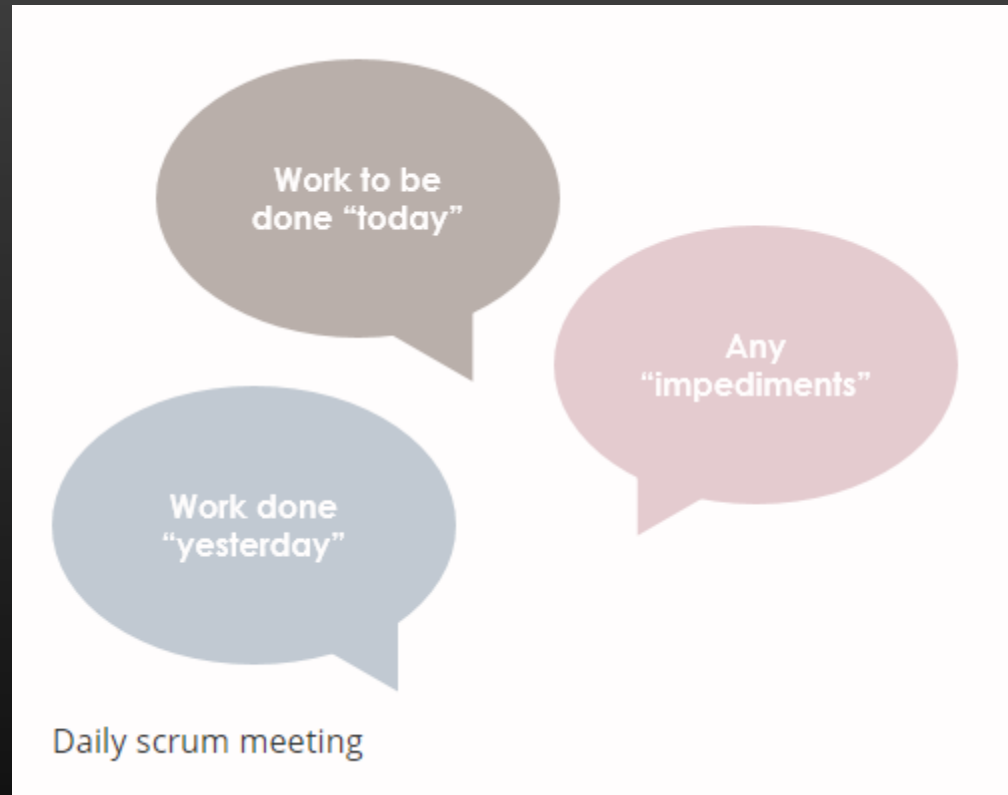 Work to be
done “today”
Any
“impediments”
Work done
“yesterday”
Daily scrum meeting